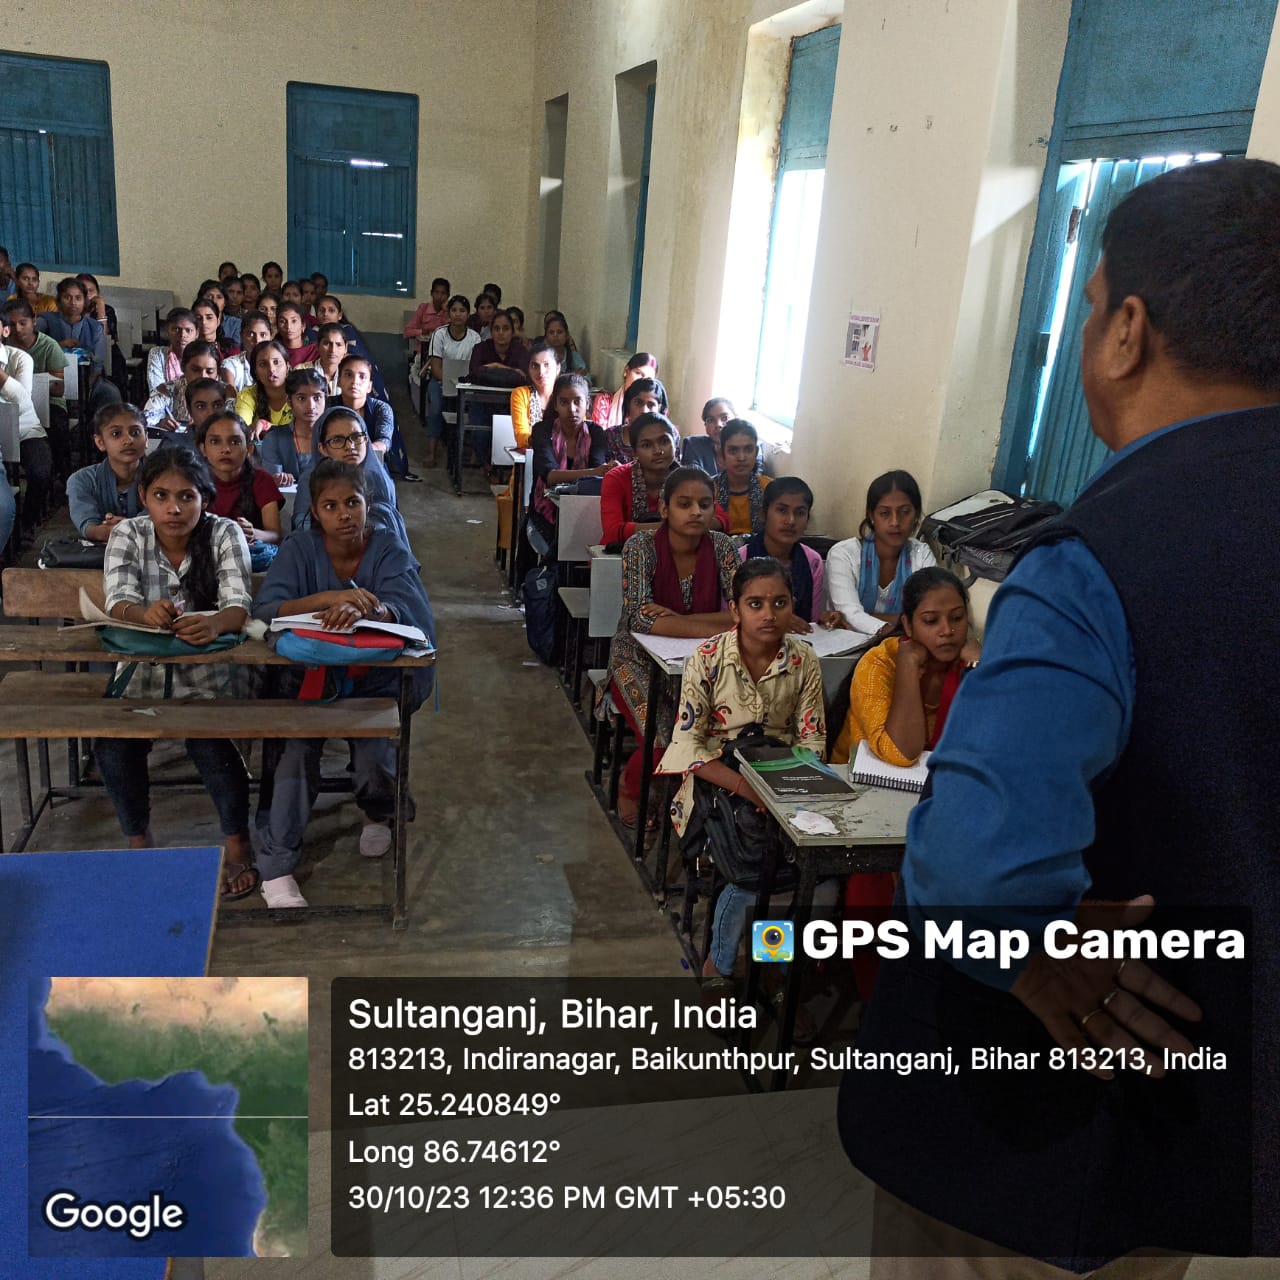 GPS Map Camera
Sultanganj, Bihar, India
813213, Indiranagar, Baikunthpur, Sultanganj, Bihar 813213, India
Lat 25.240849°
Long 86.74612°
30/10/23 12:36 PM GMT +05:30
Google